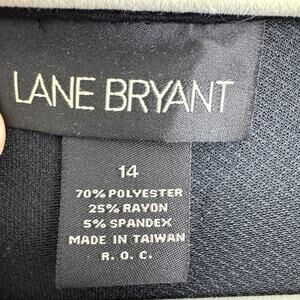 LANE BRYANT
14
70% POLYESTER
25% RAYON
5% SPANDEX
MADE IN TAIWAN
R. O. C.